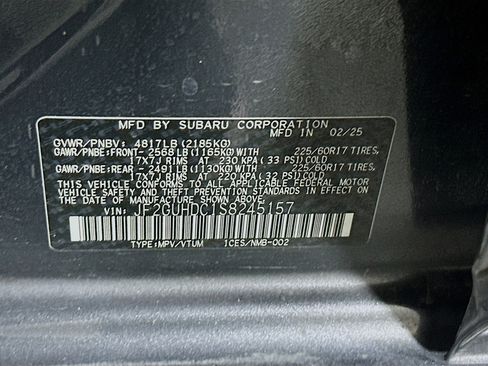 MFD BY SUBARU CORPORATION
MFD IN 02/25
GVWR/PNBV: 4817LB(2185KG)
GAWR/PNBE:FRONT-2568LB(1165KG)WITH 225/60R17 TIRES,
17X7J RIMS AT 230 KPA(33 PSI)COLD
GAWR/PNBE:REAR -2491LB(1130KG)WITH 225/60R17 TIRES,
17X7J RIMS AT 220 KPA(32 PSI)COLD
THIS VEHICLE CONFORMS TO ALL APPLICABLE FEDERAL MOTOR
VEHICLE SAFETY, BUMPER, AND THEFT PREVENTION STANDARDS
IN EFFECT ON THE DATE OF MANUFACTURE SHOWN ABOVE.
VIN: JF2GUHDC1S8245157
TYPE:MPV/VTUM 1CES/NMB-002